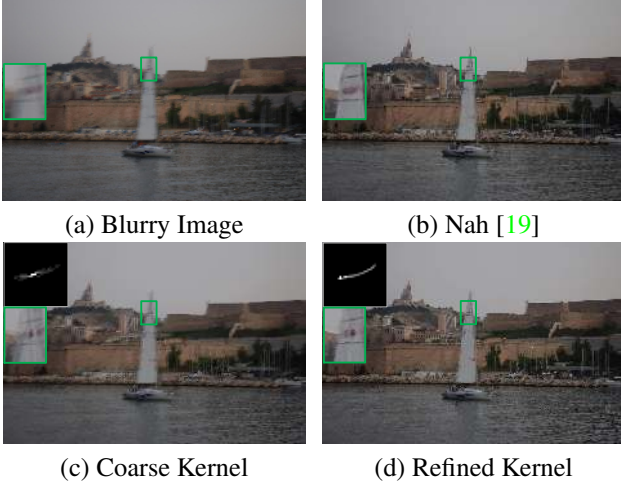 (a) Blurry Image
(b) Nah [19]
(c) Coarse Kernel
(d) Refined Kernel